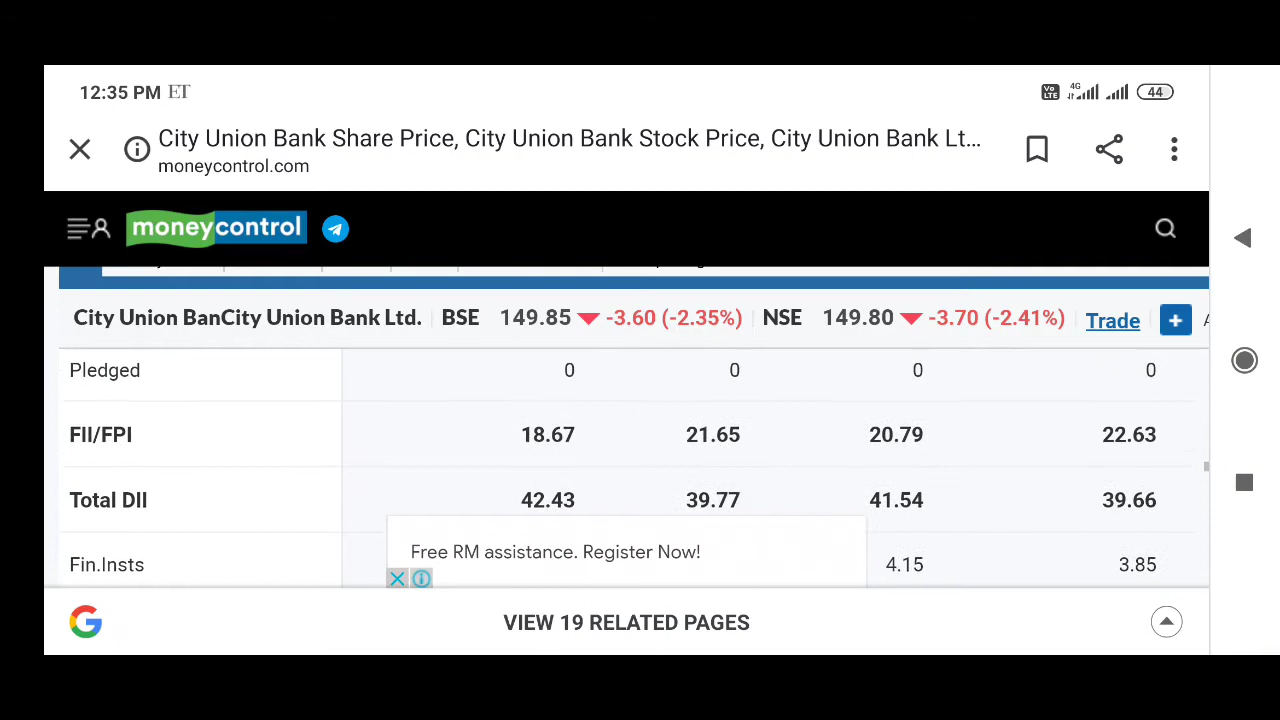 12:35 PM ET
Vo LTE 4G 44
City Union Bank Share Price, City Union Bank Stock Price, City Union Bank Lt...
moneycontrol.com
moneycontrol
City Union BanCity Union Bank Ltd. BSE 149.85 -3.60 (-2.35%) NSE 149.80 -3.70 (-2.41%) Trade +
Pledged 0 0 0 0
FII/FPI 18.67 21.65 20.79 22.63
Total DII 42.43 39.77 41.54 39.66
Free RM assistance. Register Now!
Fin.Insts 4.15 3.85
G VIEW 19 RELATED PAGES